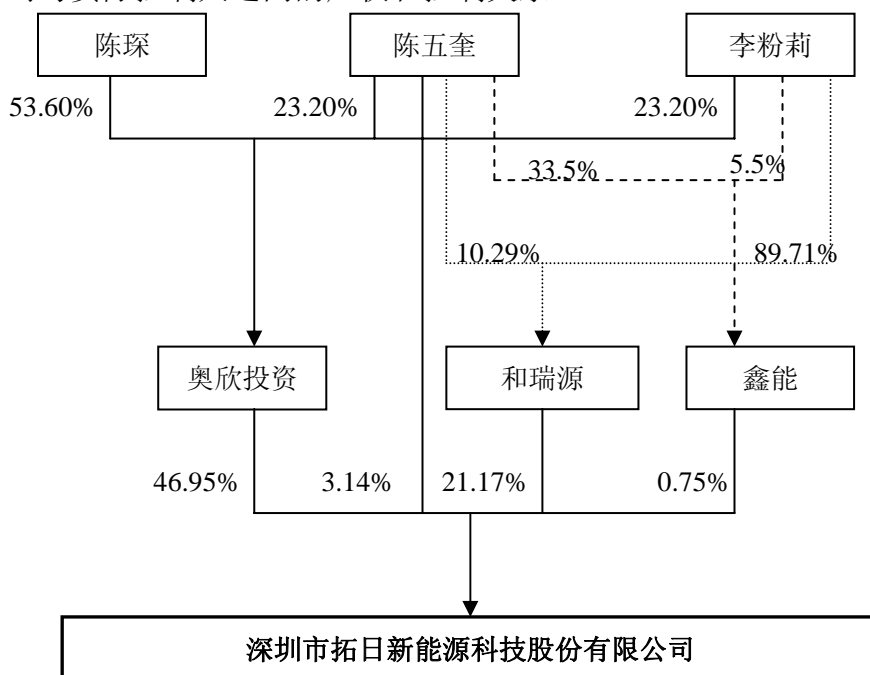 陈琛 陈五奎 李粉莉
53.60% 23.20% 23.20%
33.5% 5.5%
10.29% 89.71%
奥欣投资 和瑞源 鑫能
46.95% 3.14% 21.17% 0.75%
深圳市拓日新能源科技股份有限公司